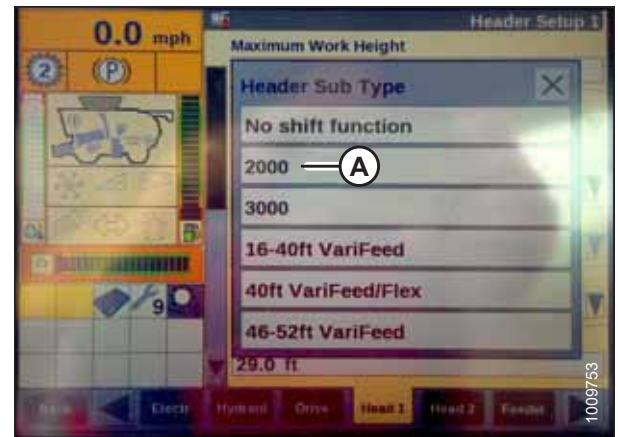 0.0 mph
Header Setup 1
2
(P)
Maximum Work Height
Header Sub Type
No shift function
2000
A
3000
16-40ft VariFeed
40ft VariFeed/Flex
46-52ft VariFeed
9
29.0 ft
Back
Electr
Hydraul
Drive
Head 1
Head 2
Feeder
1009753